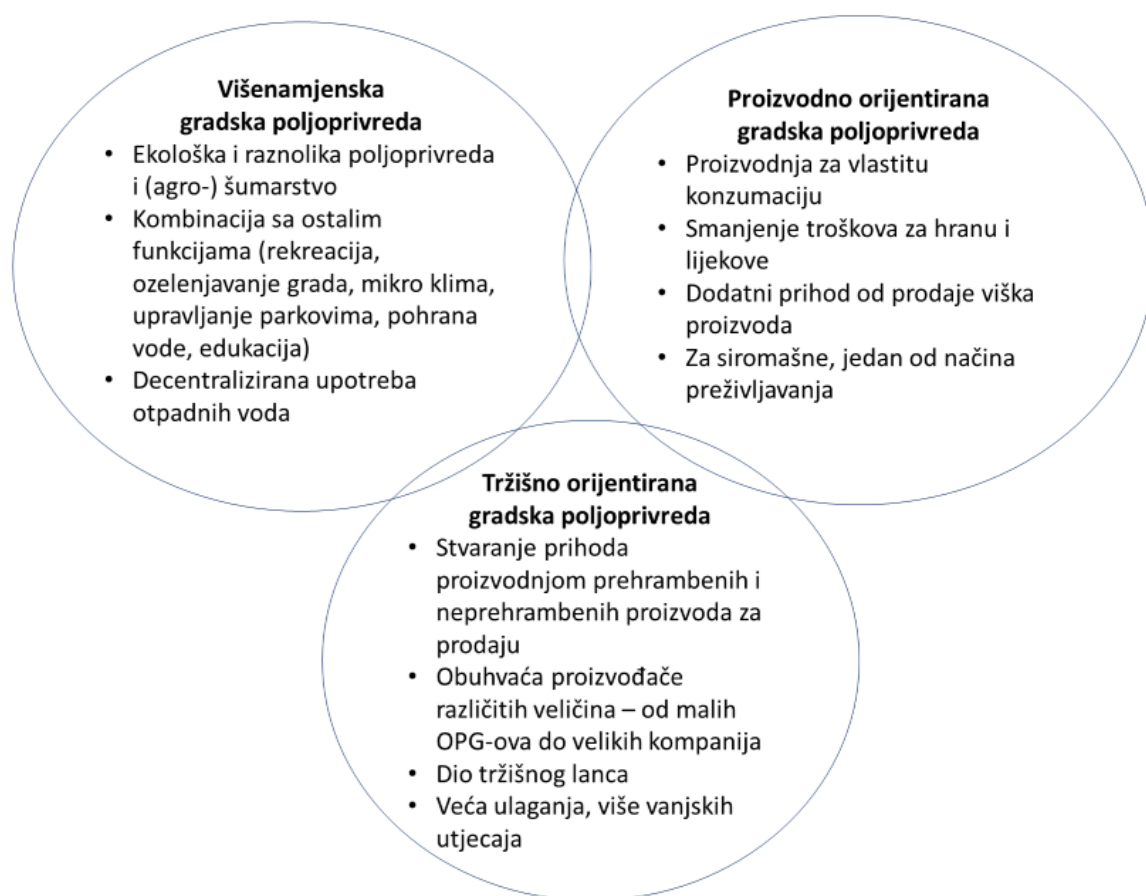 Višenamjenska
gradska poljoprivreda
• Ekološka i raznolika poljoprivreda
i (agro-) šumarstvo
• Kombinacija sa ostalim
funkcijama (rekreacija,
ozelenjavanje grada, mikro klima,
upravljanje parkovima, pohrana
vode, edukacija)
• Decentralizirana upotreba
otpadnih voda
Proizvodno orijentirana
gradska poljoprivreda
• Proizvodnja za vlastitu
konzumaciju
• Smanjenje troškova za hranu i
lijekove
• Dodatni prihod od prodaje viška
proizvoda
• Za siromašne, jedan od načina
preživljavanja
Tržišno orijentirana
gradska poljoprivreda
• Stvaranje prihoda
proizvodnjom prehrambenih i
neprehrambenih proizvoda za
prodaju
• Obuhvaća proizvođače
različitih veličina – od malih
OPG-ova do velikih kompanija
• Dio tržišnog lanca
• Veća ulaganja, više vanjskih
utjecaja